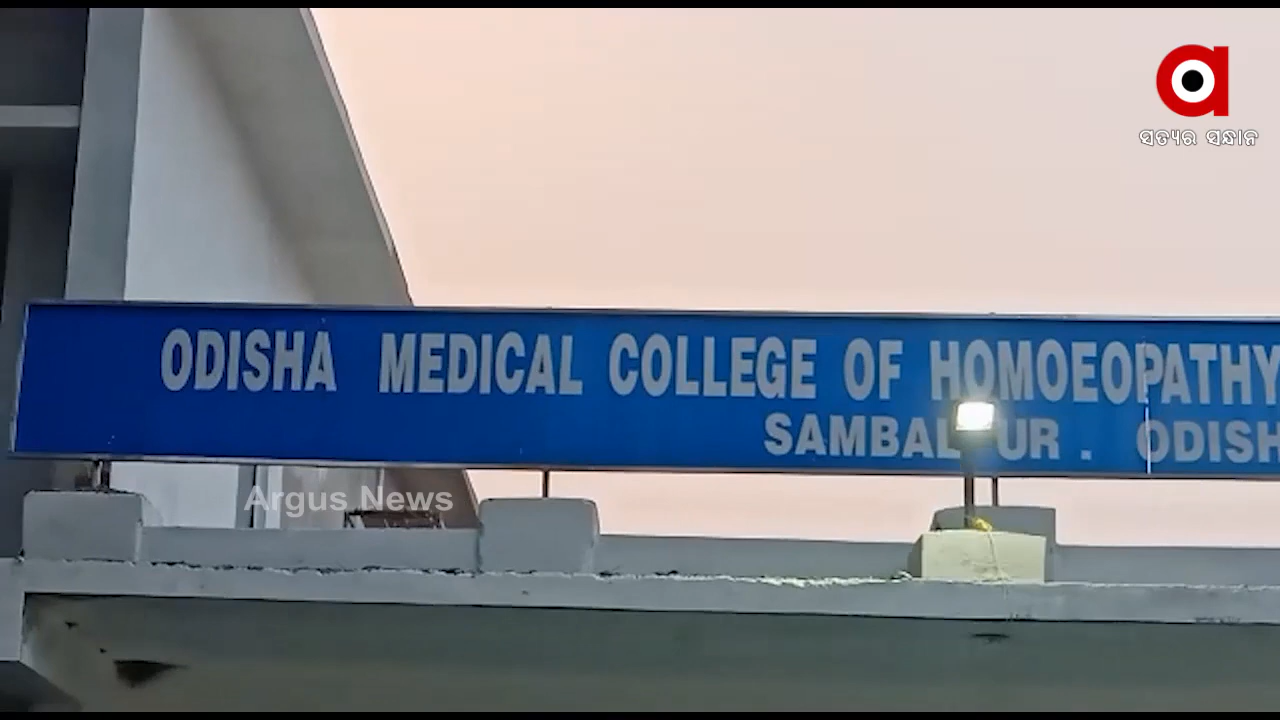 ସତ୍ୟର ସନ୍ଧାନ
ODISHA MEDICAL COLLEGE OF HOMOEOPATHY
SAMBALPUR . ODISH
Argus News